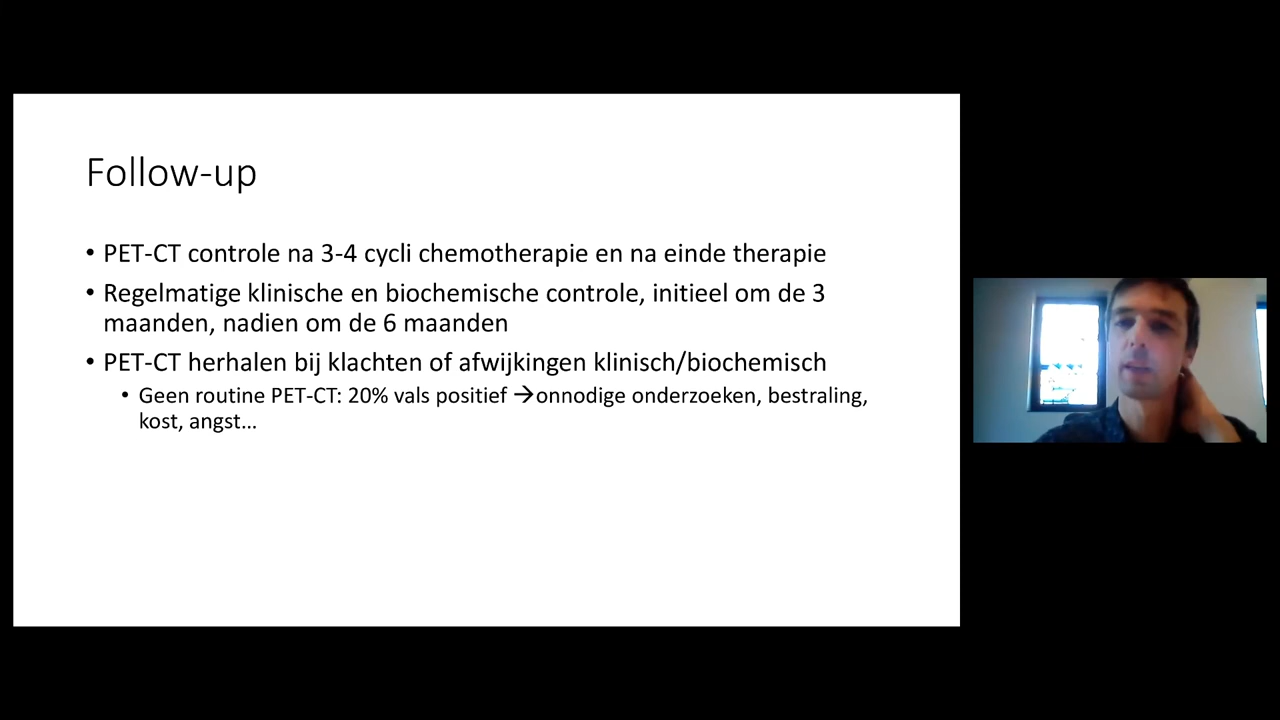 Follow-up
• PET-CT controle na 3-4 cycli chemotherapie en na einde therapie
• Regelmatige klinische en biochemische controle, initieel om de 3
maanden, nadien om de 6 maanden
• PET-CT herhalen bij klachten of afwijkingen klinisch/biochemisch
• Geen routine PET-CT: 20% vals positief →onnodige onderzoeken, bestraling,
kost, angst…